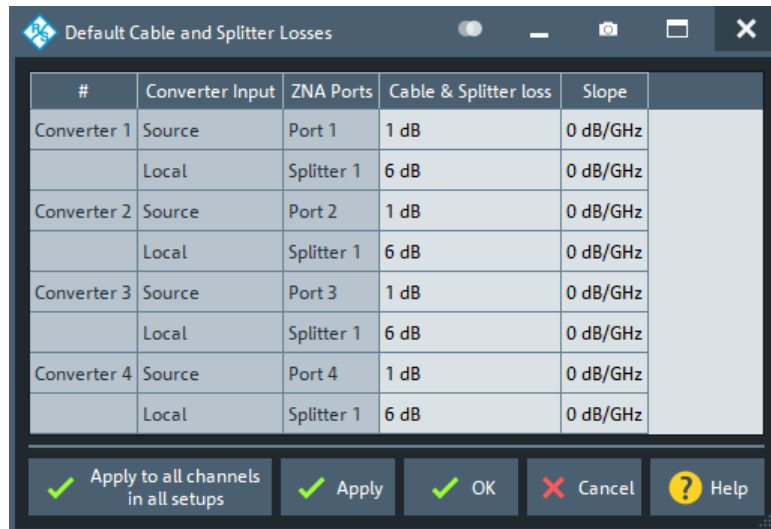 R S Default Cable and Splitter Losses
# Converter Input ZNA Ports Cable & Splitter loss Slope
Converter 1 Source Port 1 1 dB 0 dB/GHz
Local Splitter 1 6 dB 0 dB/GHz
Converter 2 Source Port 2 1 dB 0 dB/GHz
Local Splitter 1 6 dB 0 dB/GHz
Converter 3 Source Port 3 1 dB 0 dB/GHz
Local Splitter 1 6 dB 0 dB/GHz
Converter 4 Source Port 4 1 dB 0 dB/GHz
Local Splitter 1 6 dB 0 dB/GHz
Apply to all channels
in all setups
Apply
OK
Cancel
? Help